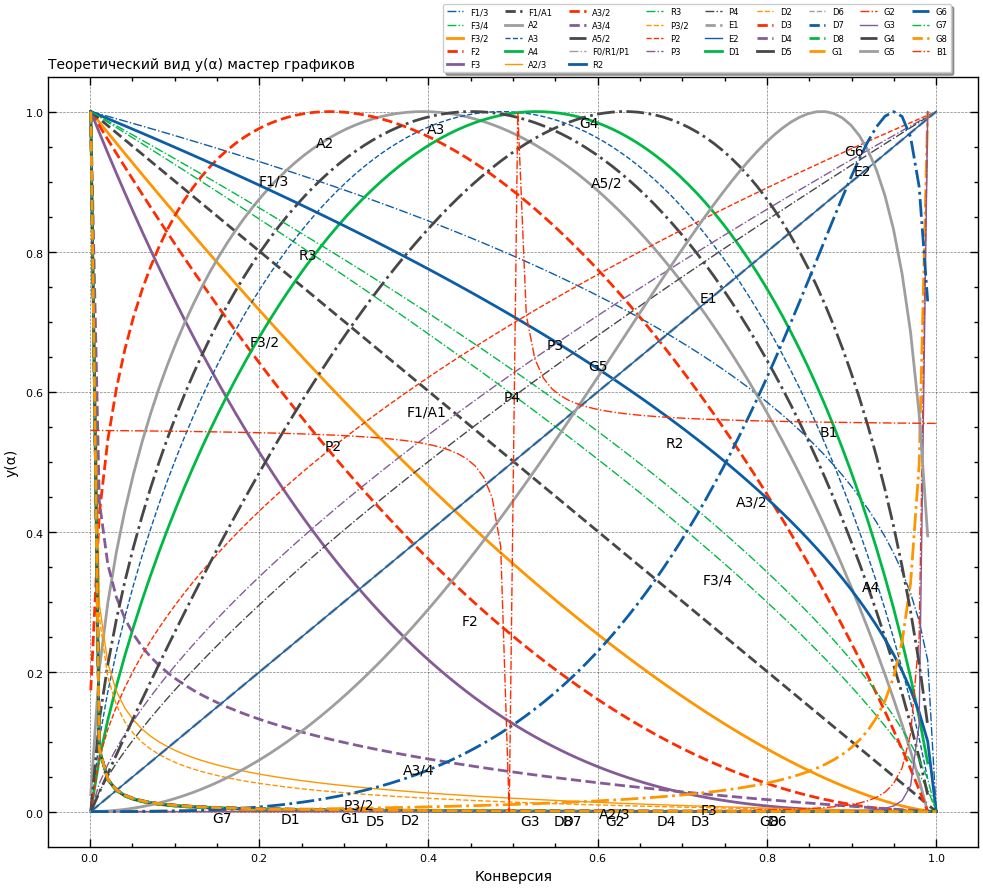 F1/3 F1/A1 A3/2 R3 P4 D2 D6 G2 G6
F3/4 A2 A3/4 P3/2 E1 D3 D7 G3 G7
F3/2 A3 A5/2 P2 E2 D4 D8 G4 G8
F2 A4 F0/R1/P1 P3 D1 D5 G1 G5 B1
F3 A2/3 R2
Теоретический вид y(α) мастер графиков
1.0
0.8
0.6
0.4
0.2
0.0
y(α)
G4
A3
A2
G6
E2
F1/3
A5/2
R3
E1
F3/2
P3
G5
P4
F1/A1
B1
P2
R2
A3/2
F3/4
A4
F2
A3/4
P3/2
A2/3
F3
G7 D1 G1 D5 D2 G3 G2 D4 D3
0.0 0.2 0.4 0.6 0.8 1.0
Конверсия